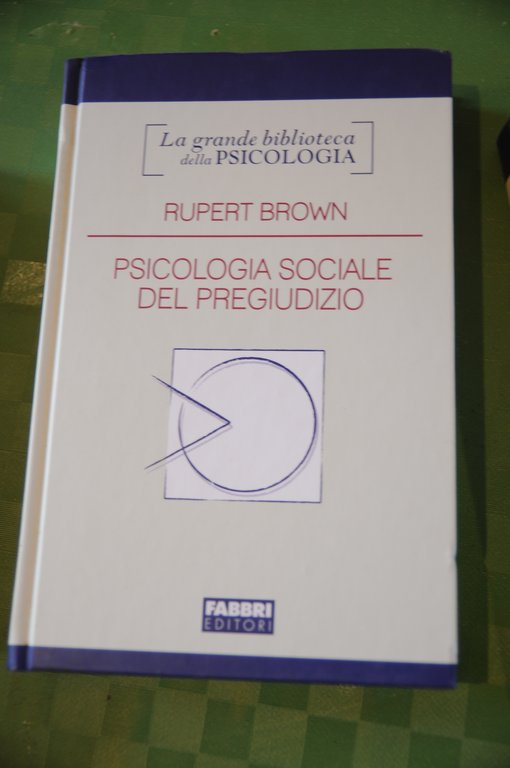 La grande biblioteca
della PSICOLOGIA
RUPERT BROWN
PSICOLOGIA SOCIALE
DEL PREGIUDIZIO
FABBRI
EDITORI